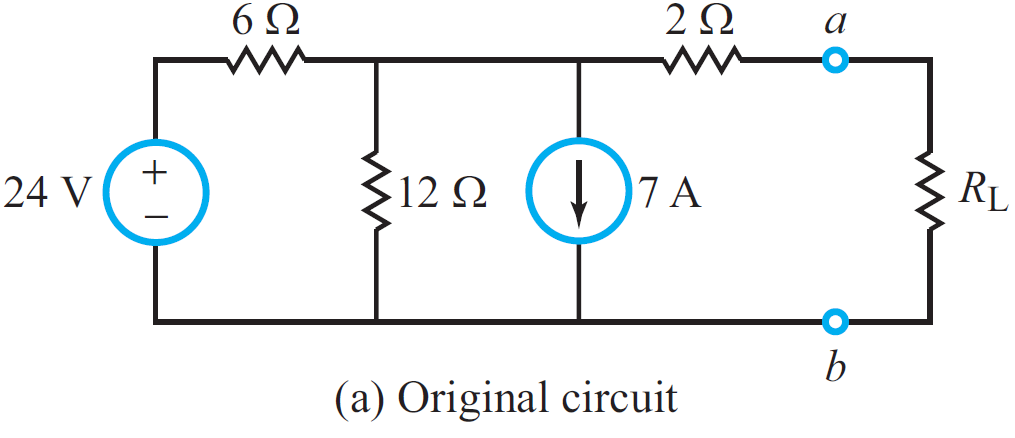 6 Ω 2 Ω a
24 V + − 12 Ω 7 A R_L
b
(a) Original circuit